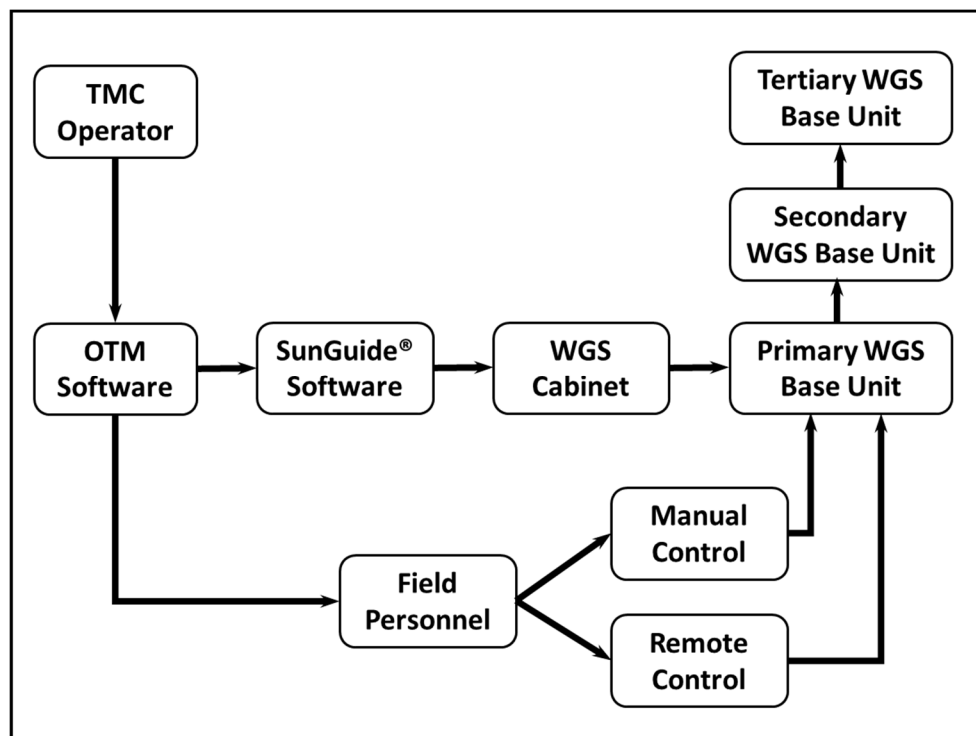 TMC
Operator
Tertiary WGS
Base Unit
Secondary
WGS Base Unit
OTM
Software
SunGuide®
Software
WGS
Cabinet
Primary WGS
Base Unit
Manual
Control
Field
Personnel
Remote
Control